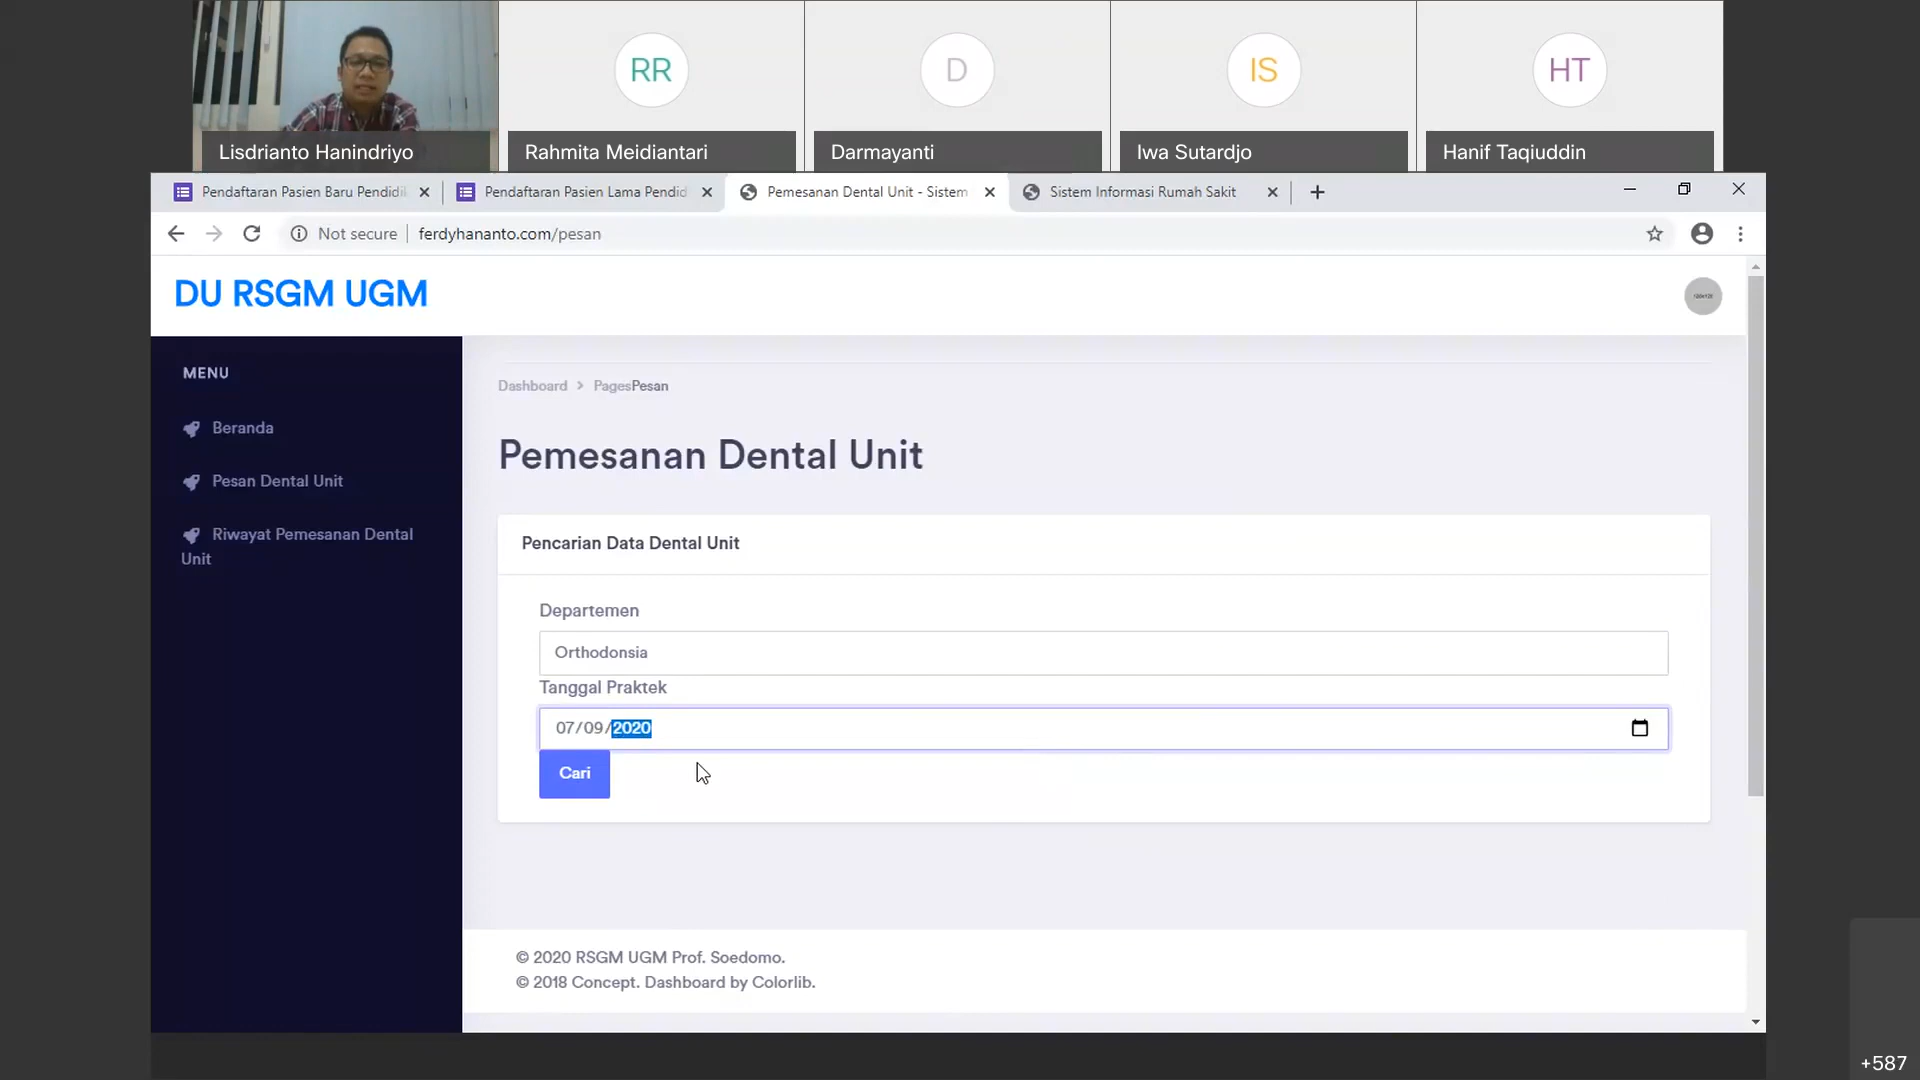 RR
D
IS
HT
Lisdrianto Hanindriyo
Rahmita Meidiantari
Darmayanti
Iwa Sutardjo
Hanif Taqiuddin
Pendaftaran Pasien Baru Pendidik
Pendaftaran Pasien Lama Pendid
Pemesanan Dental Unit - Sistem
Sistem Informasi Rumah Sakit
Not secure
ferdyhananto.com/pesan
DU RSGM UGM
MENU
Beranda
Pesan Dental Unit
Riwayat Pemesanan Dental
Unit
Dashboard > PagesPesan
Pemesanan Dental Unit
Pencarian Data Dental Unit
Departemen
Orthodonsia
Tanggal Praktek
07/09/2020
Cari
© 2020 RSGM UGM Prof. Soedomo.
© 2018 Concept. Dashboard by Colorlib.
+587